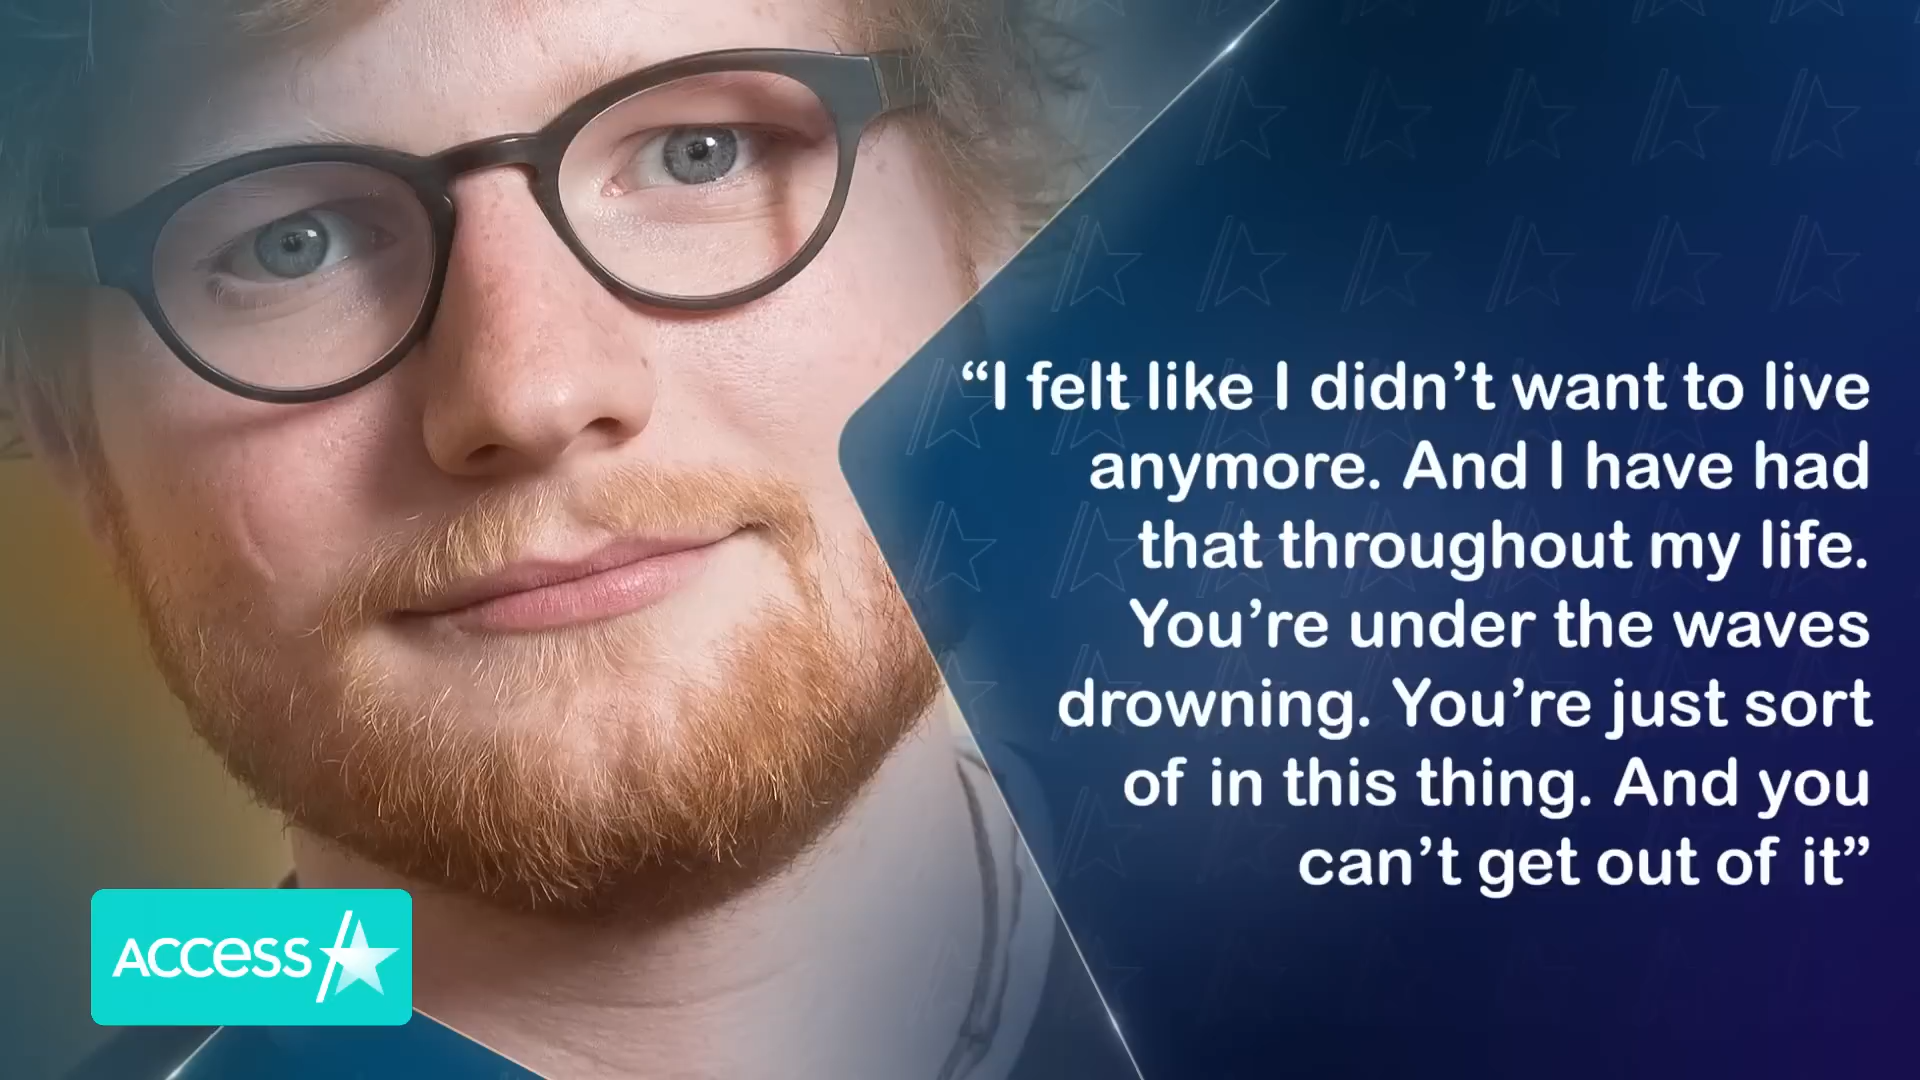 “I felt like I didn’t want to live
anymore. And I have had
that throughout my life.
You’re under the waves
drowning. You’re just sort
of in this thing. And you
can’t get out of it”
ACCESS